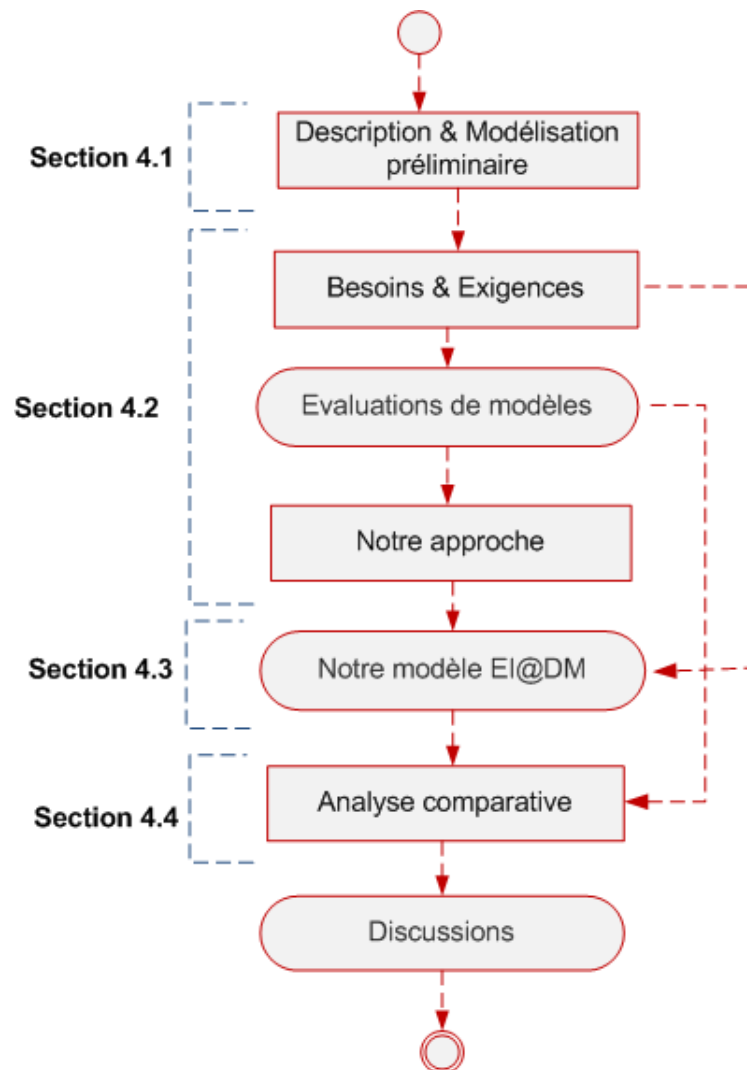 Section 4.1
Description & Modélisation
préliminaire
Besoins & Exigences
Section 4.2
Evaluations de modèles
Notre approche
Section 4.3
Notre modèle EI@DM
Section 4.4
Analyse comparative
Discussions